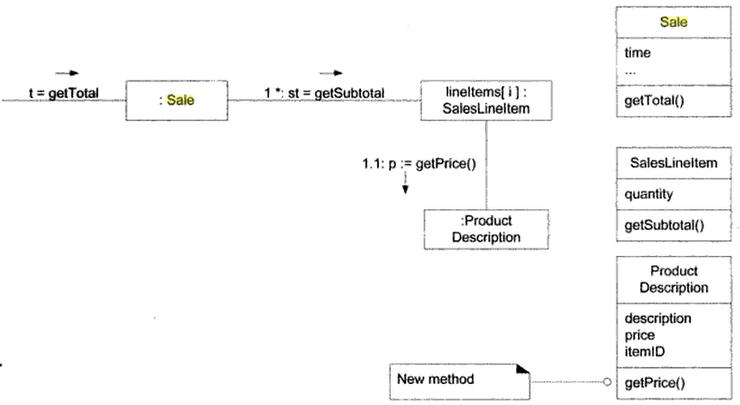 t = getTotal
: Sale
1 *: st = getSubtotal
lineItems[ i ] :
SalesLineItem
1.1: p := getPrice()
:Product
Description
Sale
time
...
getTotal()
SalesLineItem
quantity
getSubtotal()
Product
Description
description
price
itemID
getPrice()
New method